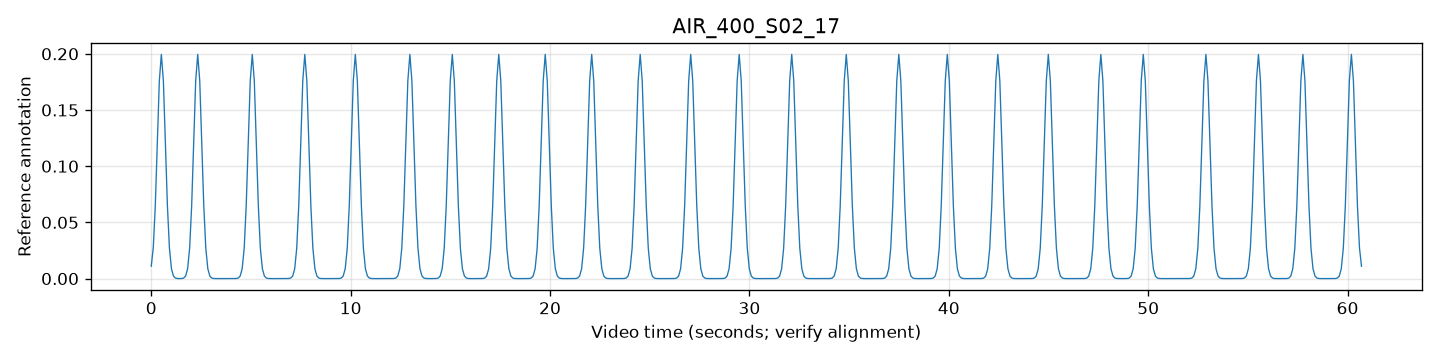 AIR_400_S02_17
Reference annotation
0.20
0.15
0.10
0.05
0.00
0 10 20 30 40 50 60
Video time (seconds; verify alignment)